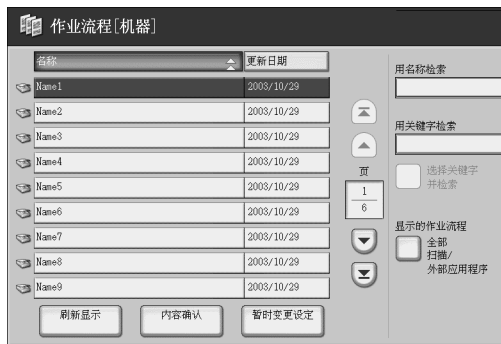 作业流程[机器]
名称 更新日期
Name1 2003/10/29
Name2 2003/10/29
Name3 2003/10/29
Name4 2003/10/29
Name5 2003/10/29
Name6 2003/10/29
Name7 2003/10/29
Name8 2003/10/29
Name9 2003/10/29
刷新显示 内容确认 暂时变更设定
页
1
6
用名称检索
用关键字检索
选择关键字
并检索
显示的作业流程
全部
扫描/
外部应用程序